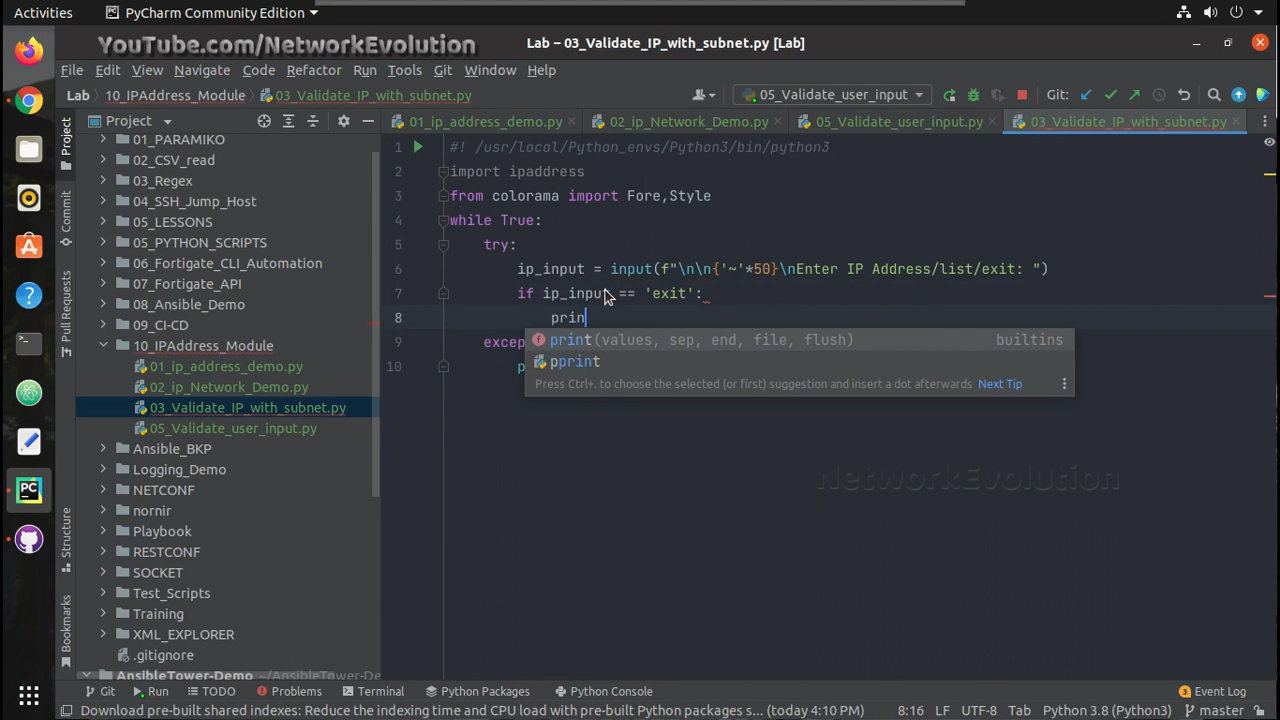 Activities PyCharm Community Edition
YouTube.com/NetworkEvolution
Lab – 03_Validate_IP_with_subnet.py [Lab]
File Edit View Navigate Code Refactor Run Tools Git Window Help
Lab 10_IPAddress_Module 03_Validate_IP_with_subnet.py 05_Validate_user_input Git:
Project 01_ip_address_demo.py 02_ip_Network_Demo.py 05_Validate_user_input.py 03_Validate_IP_with_subnet.py
Project
Commit
Pull Requests
Structure
Bookmarks
01_PARAMIKO
02_CSV_read
03_Regex
04_SSH_Jump_Host
05_LESSONS
05_PYTHON_SCRIPTS
06_Fortigate_CLI_Automation
07_Fortigate_API
08_Ansible_Demo
09_CI-CD
10_IPAddress_Module
01_ip_address_demo.py
02_ip_Network_Demo.py
03_Validate_IP_with_subnet.py
05_Validate_user_input.py
Ansible_BKP
Logging_Demo
NETCONF
nornir
Playbook
RESTCONF
SOCKET
Test_Scripts
Training
XML_EXPLORER
.gitignore
AnsibleTower-Demo ~/AnsibleTower-De
1 #! /usr/local/Python_envs/Python3/bin/python3
2 import ipaddress
3 from colorama import Fore,Style
4 while True:
5 try:
6 ip_input = input(f"\n\n{'~'*50}\nEnter IP Address/list/exit: ")
7 if ip_input == 'exit':
8 prin
9 excep
10 p
print(values, sep, end, file, flush) builtins
pprint
Press Ctrl+. to choose the selected (or first) suggestion and insert a dot afterwards Next Tip
NetworkEvolution
Git Run TODO Problems Terminal Python Packages Python Console 3 Event Log
Download pre-built shared indexes: Reduce the indexing time and CPU load with pre-built Python packages s... (today 4:10 PM) 8:16 LF UTF-8 Tab Python 3.8 (Python3) master